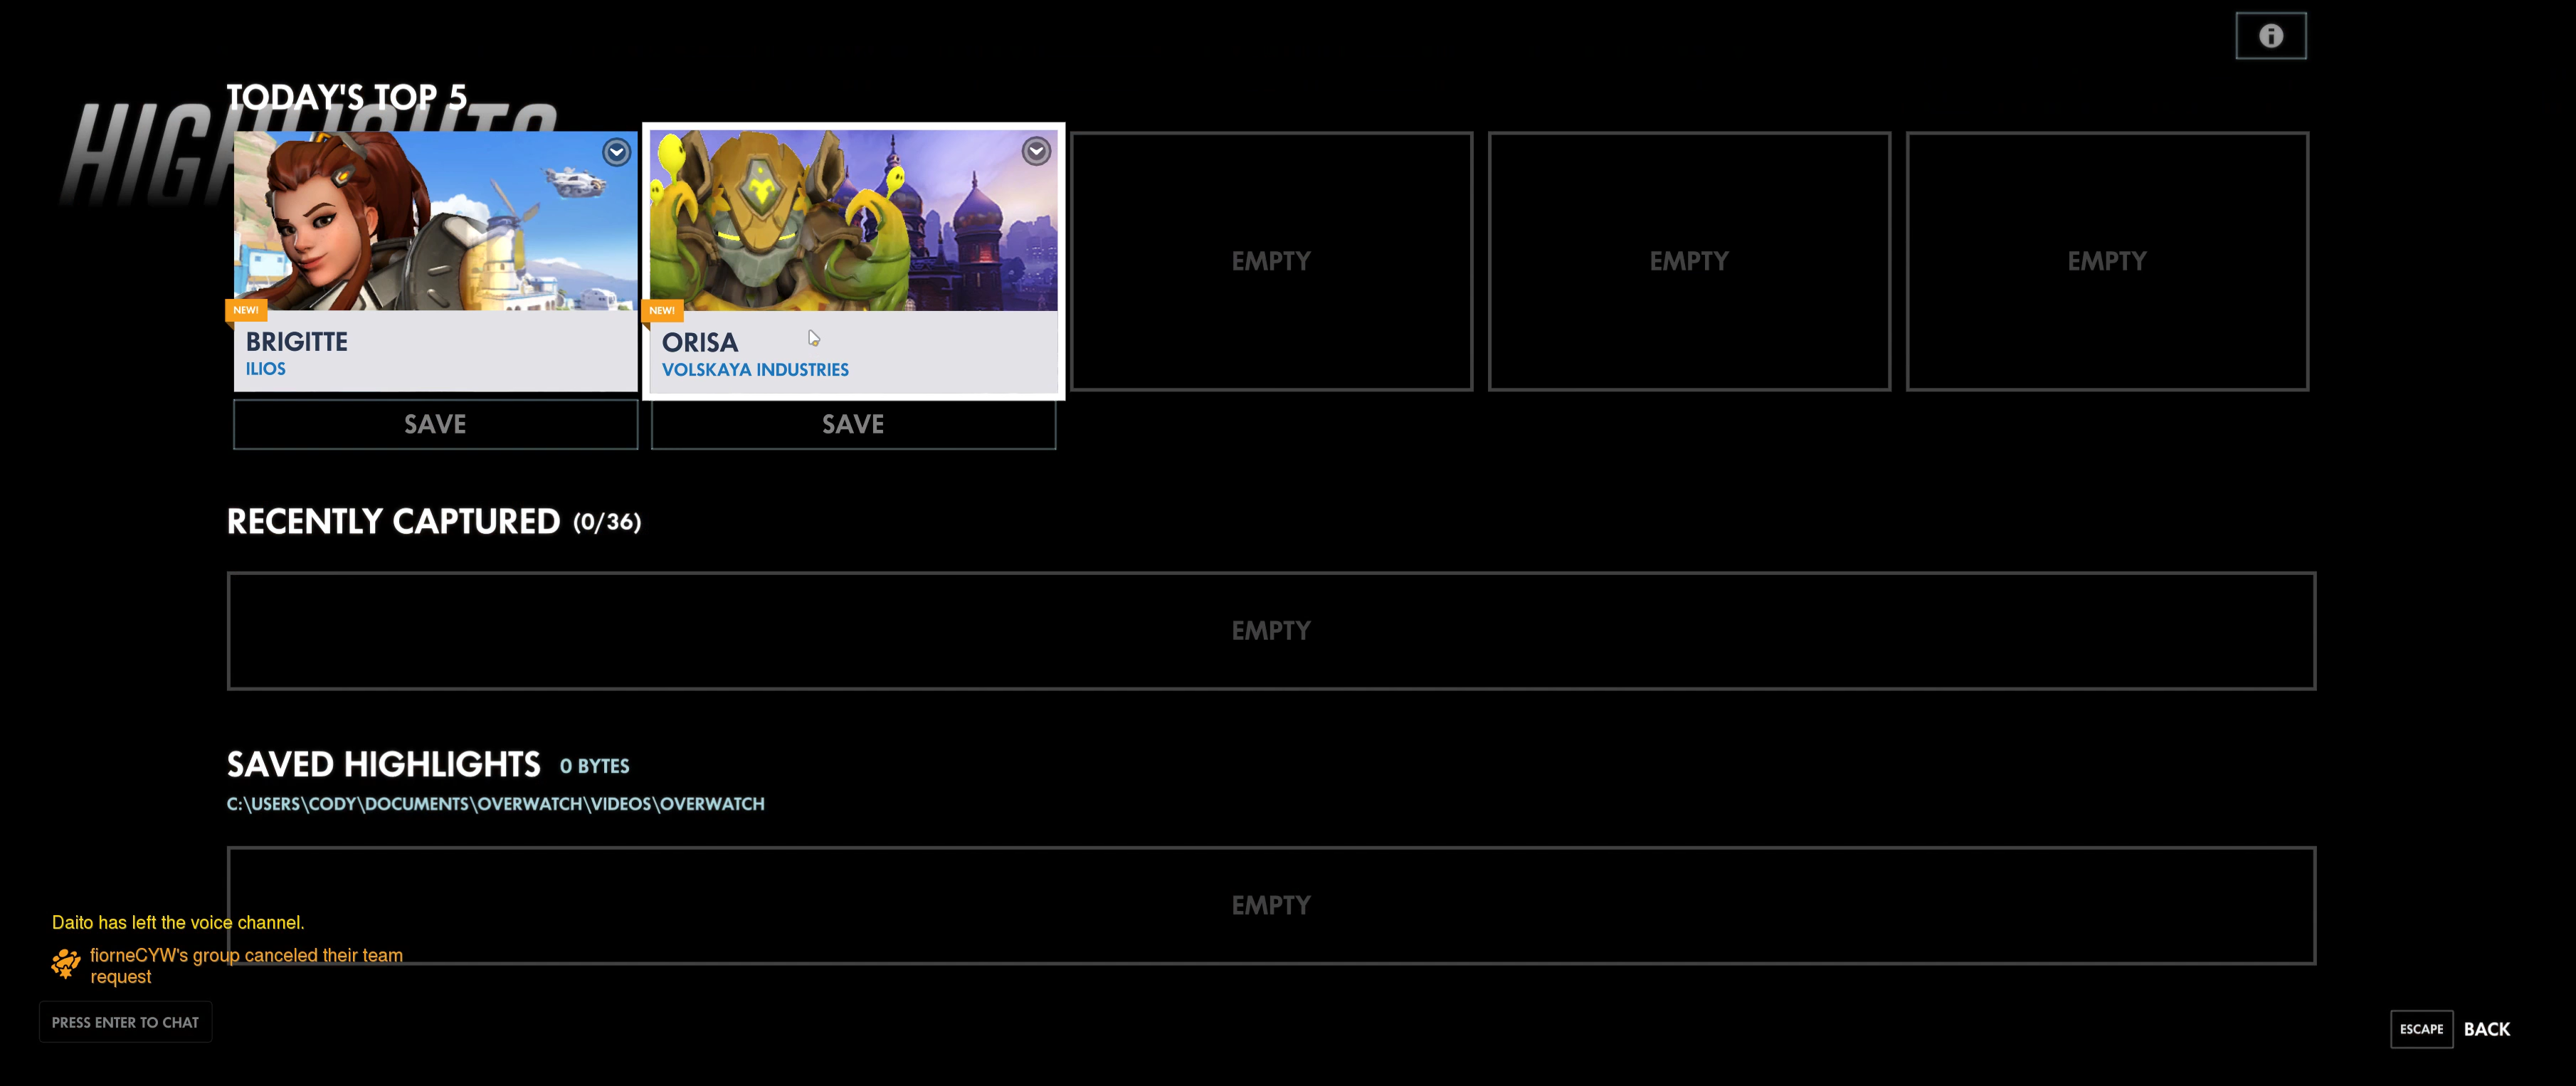 TODAY'S TOP 5
HIGHLIGHTS
NEW!
BRIGITTE
ILIOS
SAVE
NEW!
ORISA
VOLSKAYA INDUSTRIES
SAVE
EMPTY
EMPTY
EMPTY
RECENTLY CAPTURED (0/36)
EMPTY
SAVED HIGHLIGHTS 0 BYTES
C:\USERS\CODY\DOCUMENTS\OVERWATCH\VIDEOS\OVERWATCH
EMPTY
Daito has left the voice channel.
fiorneCYW's group canceled their team
request
PRESS ENTER TO CHAT
ESCAPE BACK